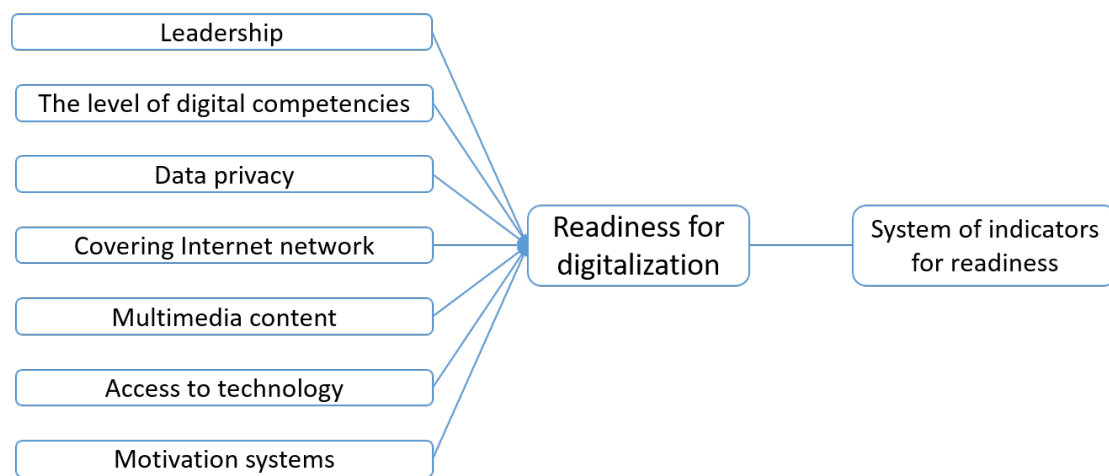 Leadership
The level of digital competencies
Data privacy
Covering Internet network
Multimedia content
Access to technology
Motivation systems
Readiness for
digitalization
System of indicators
for readiness